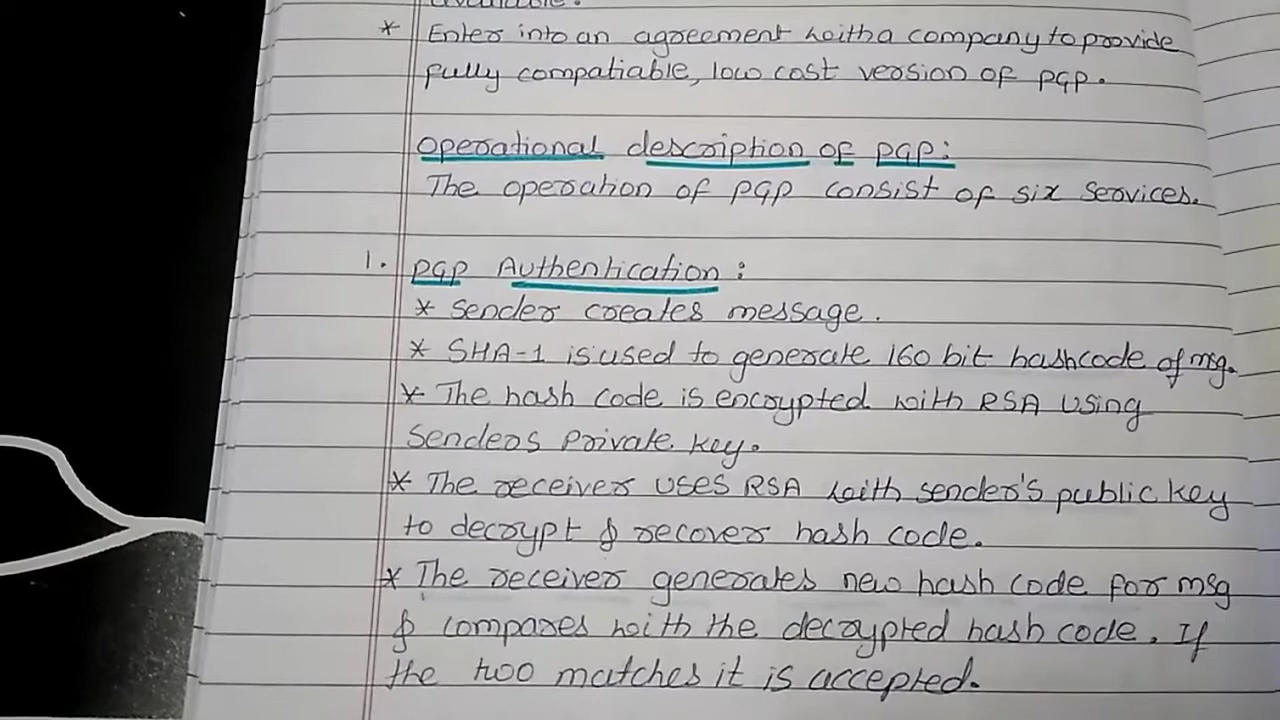 available.
* Enter into an agreement with a company to provide
fully compatiable, low cost version of PGP.
operational description of PGP:
The operation of PGP consist of six services.
1. PGP Authentication:
* Sender creates message.
* SHA-1 is used to generate 160 bit hashcode of msg.
* The hash code is encrypted with RSA using
senders private key.
* The receiver uses RSA with sender's public key
to decrypt & recover hash code.
* The receiver generates new hash code for msg
& compares with the decrypted hash code. If
the two matches it is accepted.